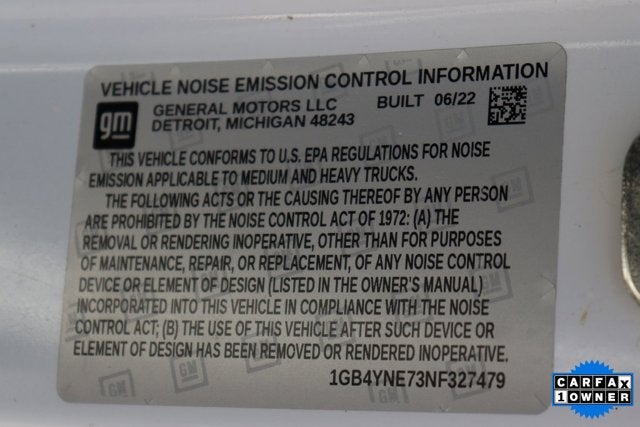 VEHICLE NOISE EMISSION CONTROL INFORMATION
gm
GENERAL MOTORS LLC BUILT 06/22
DETROIT, MICHIGAN 48243
THIS VEHICLE CONFORMS TO U.S. EPA REGULATIONS FOR NOISE
EMISSION APPLICABLE TO MEDIUM AND HEAVY TRUCKS.
THE FOLLOWING ACTS OR THE CAUSING THEREOF BY ANY PERSON
ARE PROHIBITED BY THE NOISE CONTROL ACT OF 1972: (A) THE
REMOVAL OR RENDERING INOPERATIVE, OTHER THAN FOR PURPOSES
OF MAINTENANCE, REPAIR, OR REPLACEMENT, OF ANY NOISE CONTROL
DEVICE OR ELEMENT OF DESIGN (LISTED IN THE OWNER'S MANUAL)
INCORPORATED INTO THIS VEHICLE IN COMPLIANCE WITH THE NOISE
CONTROL ACT; (B) THE USE OF THIS VEHICLE AFTER SUCH DEVICE OR
ELEMENT OF DESIGN HAS BEEN REMOVED OR RENDERED INOPERATIVE.
1GB4YNE73NF327479
CARFAX
1 OWNER